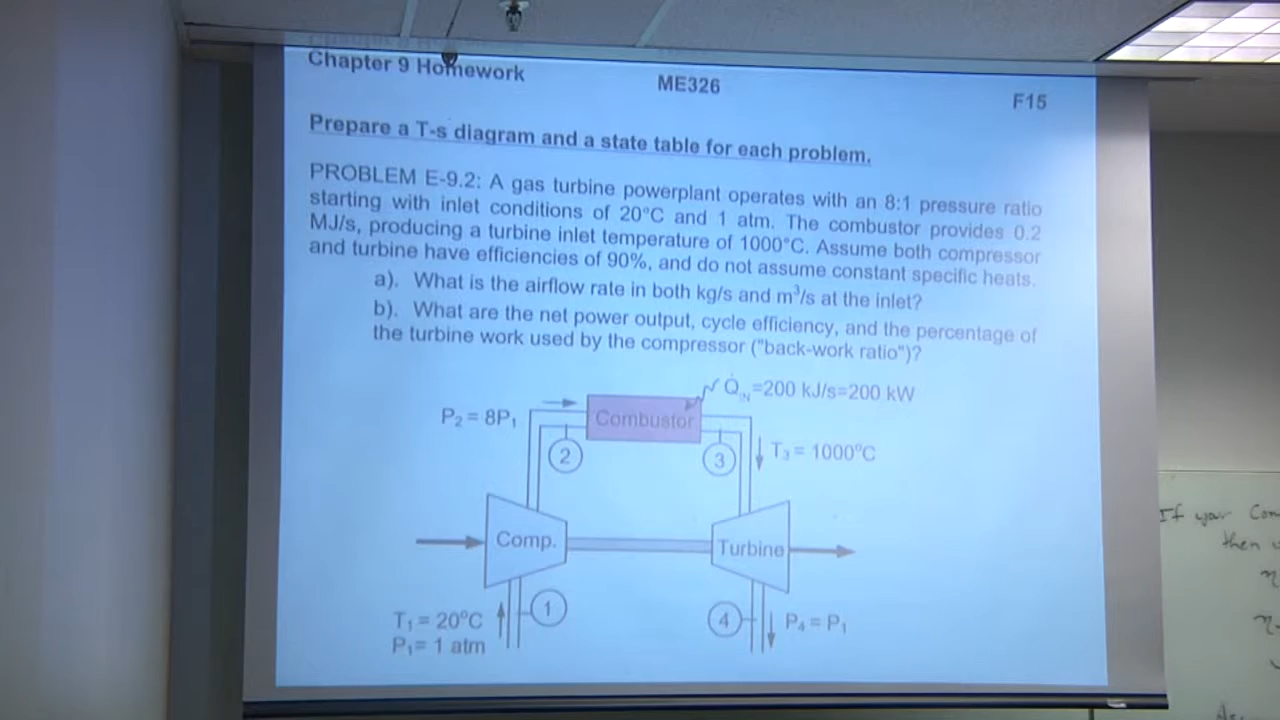 Chapter 9 Homework
ME326
F15
Prepare a T-s diagram and a state table for each problem.
PROBLEM E-9.2: A gas turbine powerplant operates with an 8:1 pressure ratio
starting with inlet conditions of 20°C and 1 atm. The combustor provides 0.2
MJ/s, producing a turbine inlet temperature of 1000°C. Assume both compressor
and turbine have efficiencies of 90%, and do not assume constant specific heats.
a). What is the airflow rate in both kg/s and m³/s at the inlet?
b). What are the net power output, cycle efficiency, and the percentage of
the turbine work used by the compressor ("back-work ratio")?
Q̇IN=200 kJ/s=200 kW
P₂ = 8P₁
Combustor
2
3
T₃ = 1000°C
Comp.
Turbine
T₁ = 20°C
P₁= 1 atm
1
4
P₄ = P₁
If your
then
η